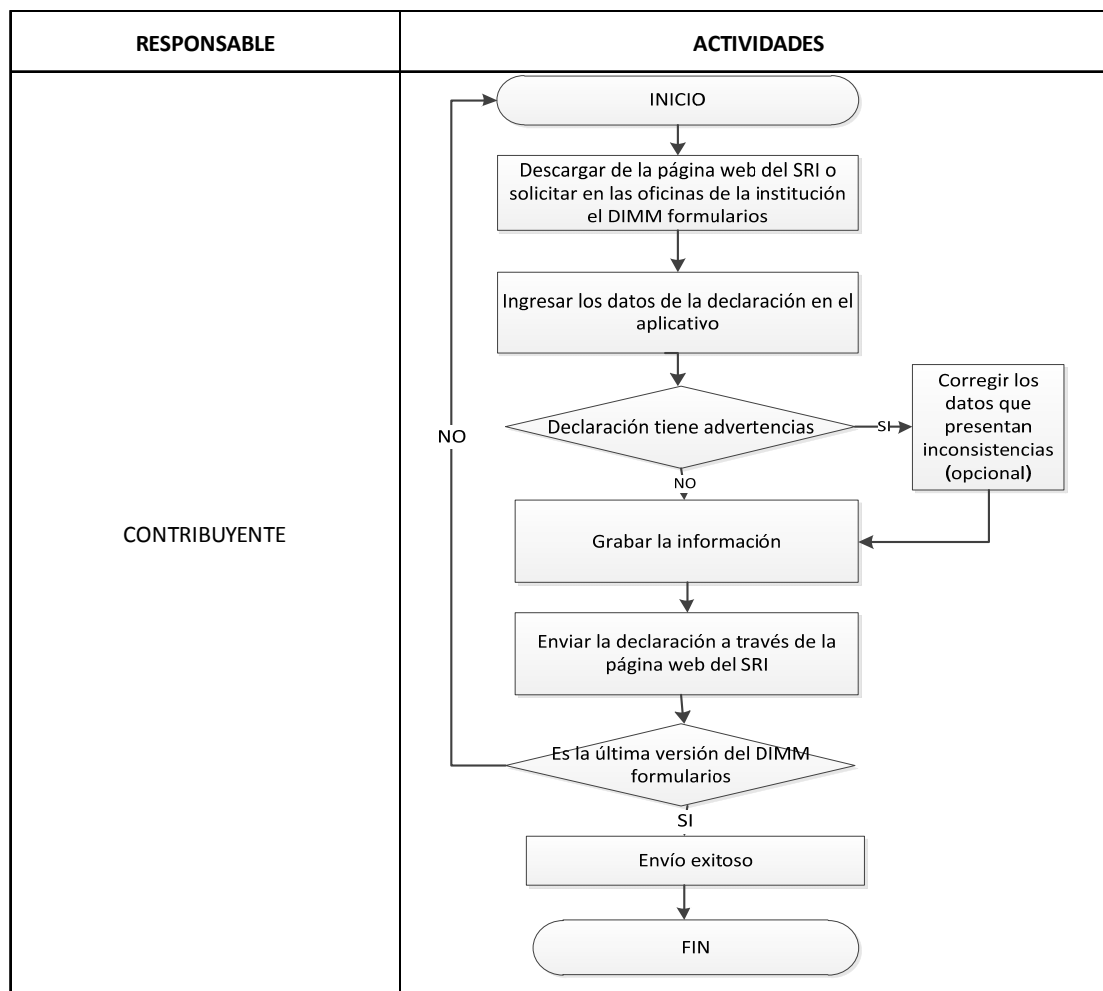 RESPONSABLE
ACTIVIDADES
INICIO
Descargar de la página web del SRI o
solicitar en las oficinas de la institución
el DIMM formularios
Ingresar los datos de la declaración en el
aplicativo
Declaración tiene advertencias
SI
Corregir los
datos que
presentan
inconsistencias
(opcional)
NO
NO
CONTRIBUYENTE
Grabar la información
Enviar la declaración a través de la
página web del SRI
Es la última versión del DIMM
formularios
SI
Envío exitoso
FIN